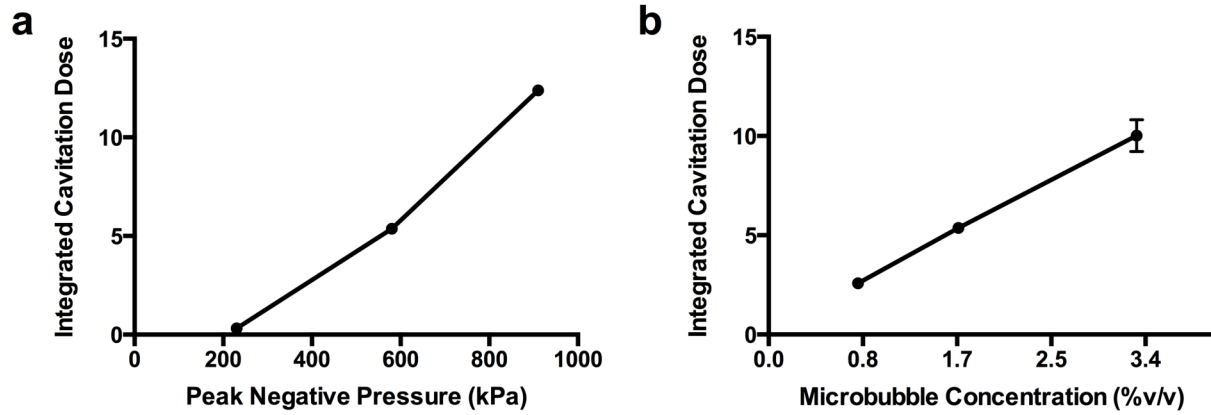 a
Integrated Cavitation Dose
15
10
5
0
0 200 400 600 800 1000
Peak Negative Pressure (kPa)
b
Integrated Cavitation Dose
15
10
5
0
0.0 0.8 1.7 2.5 3.4
Microbubble Concentration (%v/v)